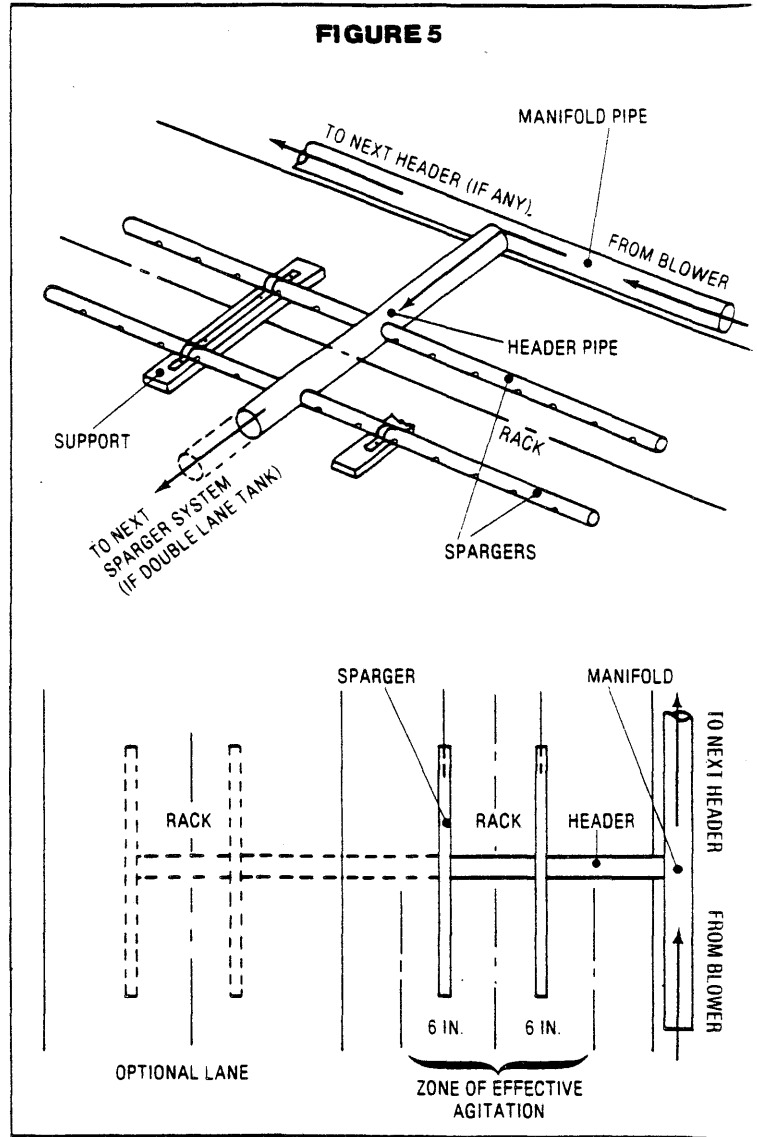 FIGURE 5
MANIFOLD PIPE
TO NEXT HEADER (IF ANY)
FROM BLOWER
HEADER PIPE
RACK
SUPPORT
SPARGERS
TO NEXT
SPARGER SYSTEM
(IF DOUBLE LANE TANK)
SPARGER
MANIFOLD
TO NEXT HEADER
RACK
RACK
HEADER
FROM BLOWER
6 IN.
6 IN.
OPTIONAL LANE
ZONE OF EFFECTIVE
AGITATION